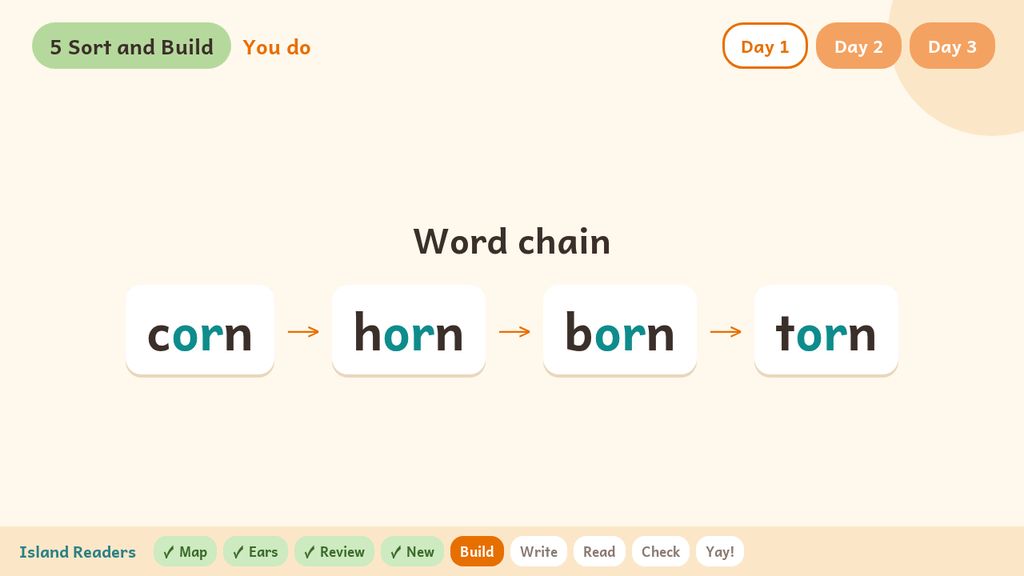 5 Sort and Build You do Day 1 Day 2 Day 3
Word chain
corn → horn → born → torn
Island Readers ✓ Map ✓ Ears ✓ Review ✓ New Build Write Read Check Yay!